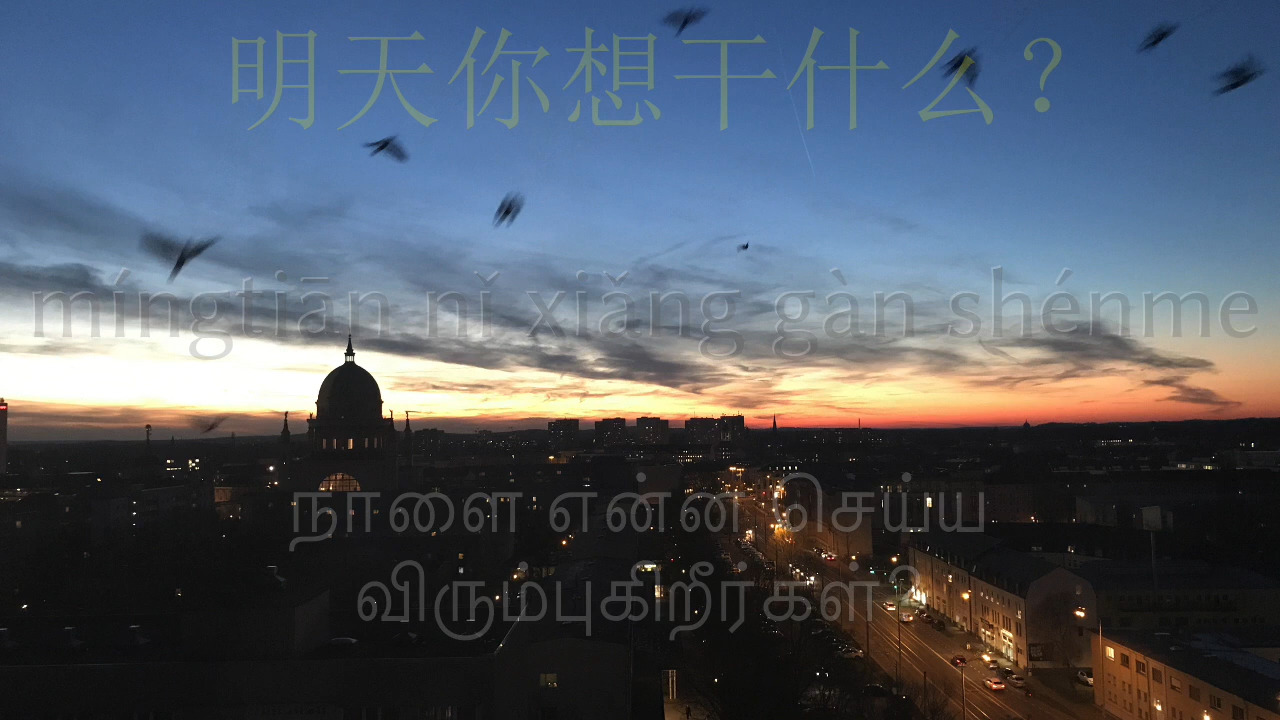 明天你想干什么？
míngtiān nǐ xiǎng gàn shénme
நாளை என்ன செய்ய
விரும்புகிறீர்கள்?